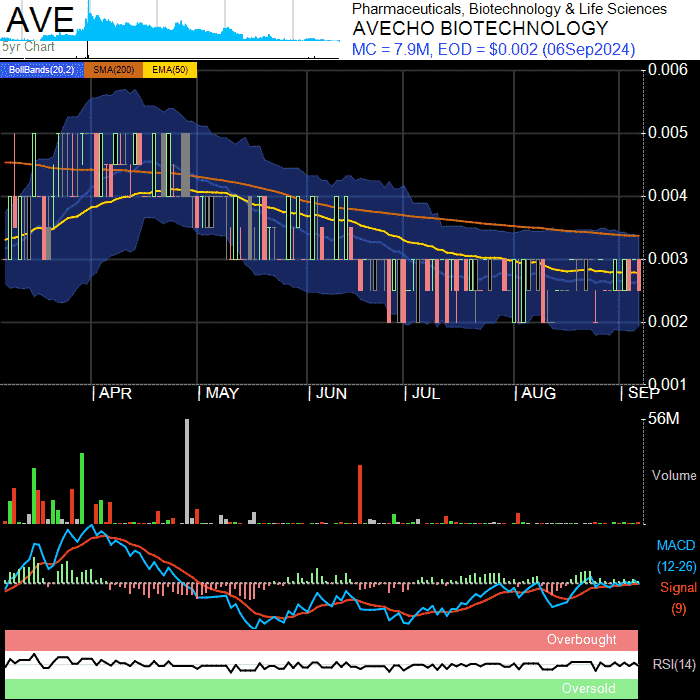 AVE
5yr Chart
Pharmaceuticals, Biotechnology & Life Sciences
AVECHO BIOTECHNOLOGY
MC = 7.9M, EOD = $0.002 (06Sep2024)
BollBands(20,2) SMA(200) EMA(50)
0.006
0.005
0.004
0.003
0.002
0.001
APR MAY JUN JUL AUG SEP
56M
Volume
MACD
(12-26)
Signal
(9)
Overbought
RSI(14)
Oversold